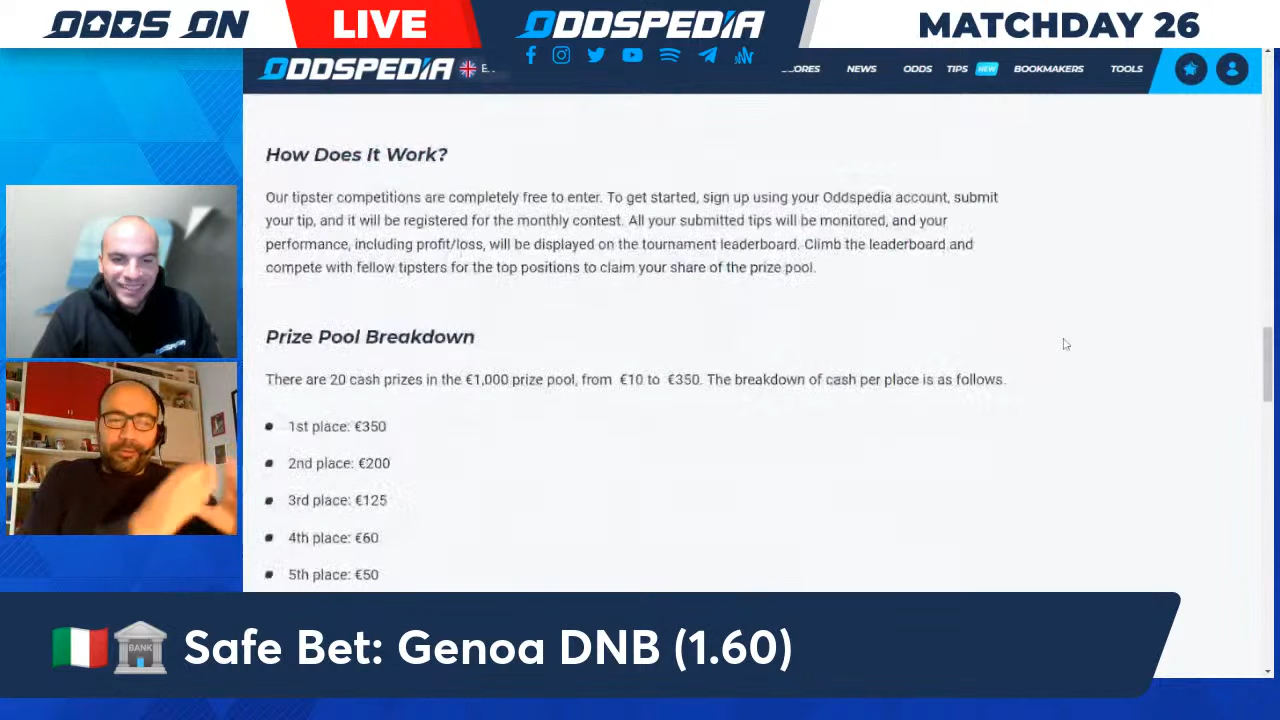 ODDS ON
LIVE
ODDSPEDIA
MATCHDAY 26
ODDSPEDIA
NEWS
ODDS
TIPS
NEW
BOOKMAKERS
TOOLS
How Does It Work?
Our tipster competitions are completely free to enter. To get started, sign up using your Oddspedia account, submit
your tip, and it will be registered for the monthly contest. All your submitted tips will be monitored, and your
performance, including profit/loss, will be displayed on the tournament leaderboard. Climb the leaderboard and
compete with fellow tipsters for the top positions to claim your share of the prize pool.
Prize Pool Breakdown
There are 20 cash prizes in the €1,000 prize pool, from €10 to €350. The breakdown of cash per place is as follows.
1st place: €350
2nd place: €200
3rd place: €125
4th place: €60
5th place: €50
BANK
Safe Bet: Genoa DNB (1.60)